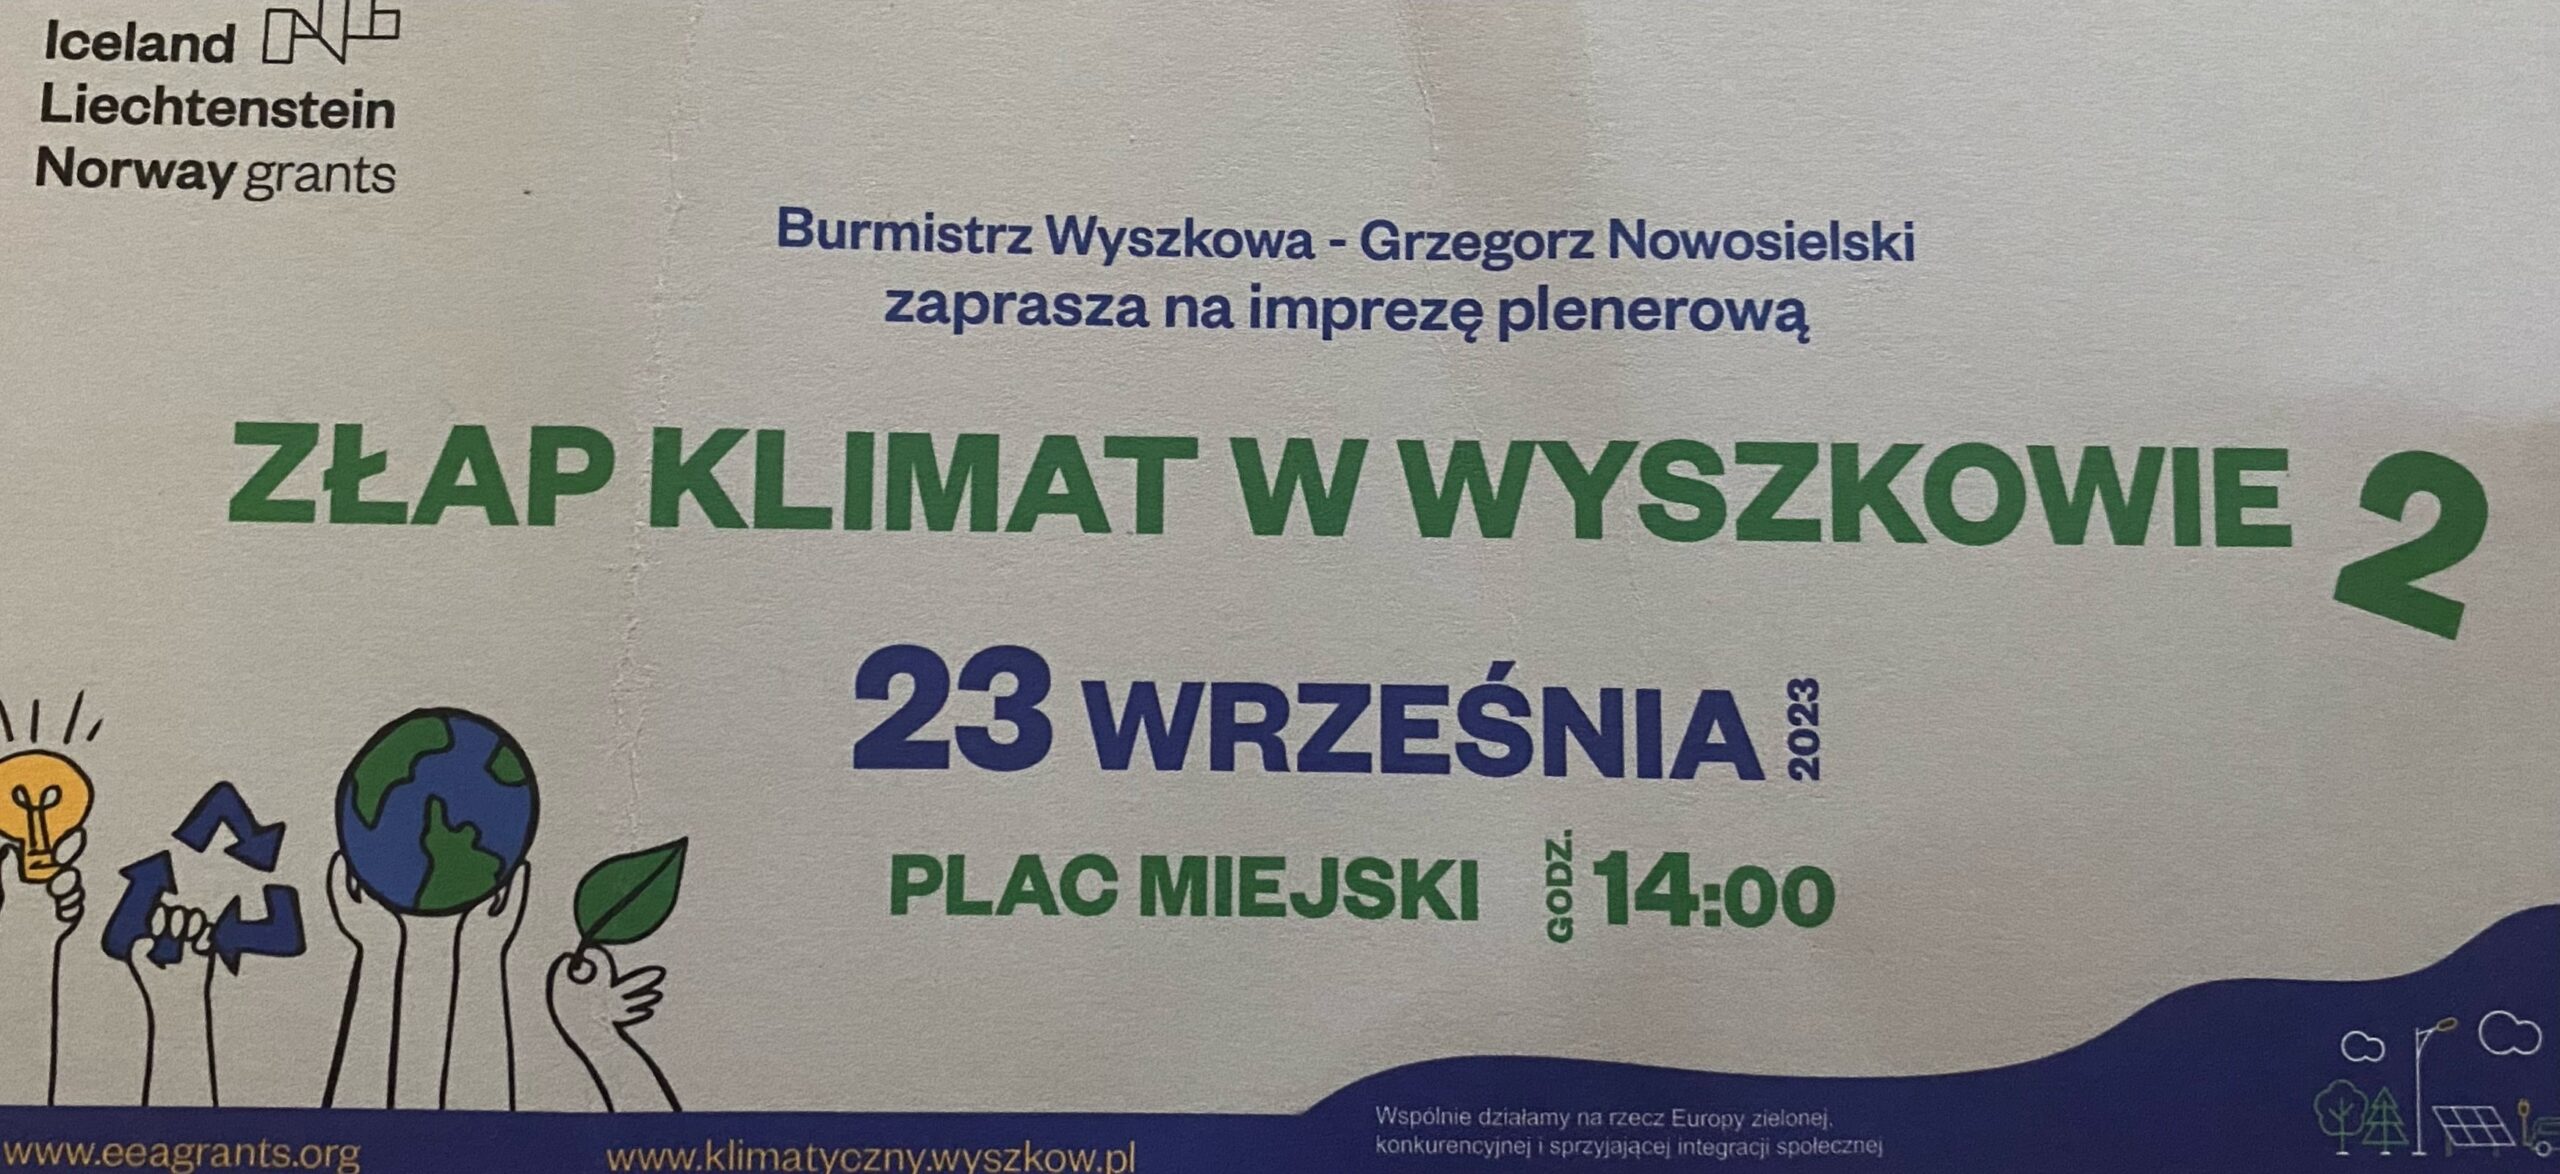 Iceland
Liechtenstein
Norway grants
Burmistrz Wyszkowa - Grzegorz Nowosielski
zaprasza na imprezę plenerową
ZŁAP KLIMAT W WYSZKOWIE 2
23 WRZEŚNIA 2023
PLAC MIEJSKI GODZ. 14:00
Wspólnie działamy na rzecz Europy zielonej,
konkurencyjnej i sprzyjającej integracji społecznej
www.eeagrants.org
www.klimatyczny.wyszkow.pl